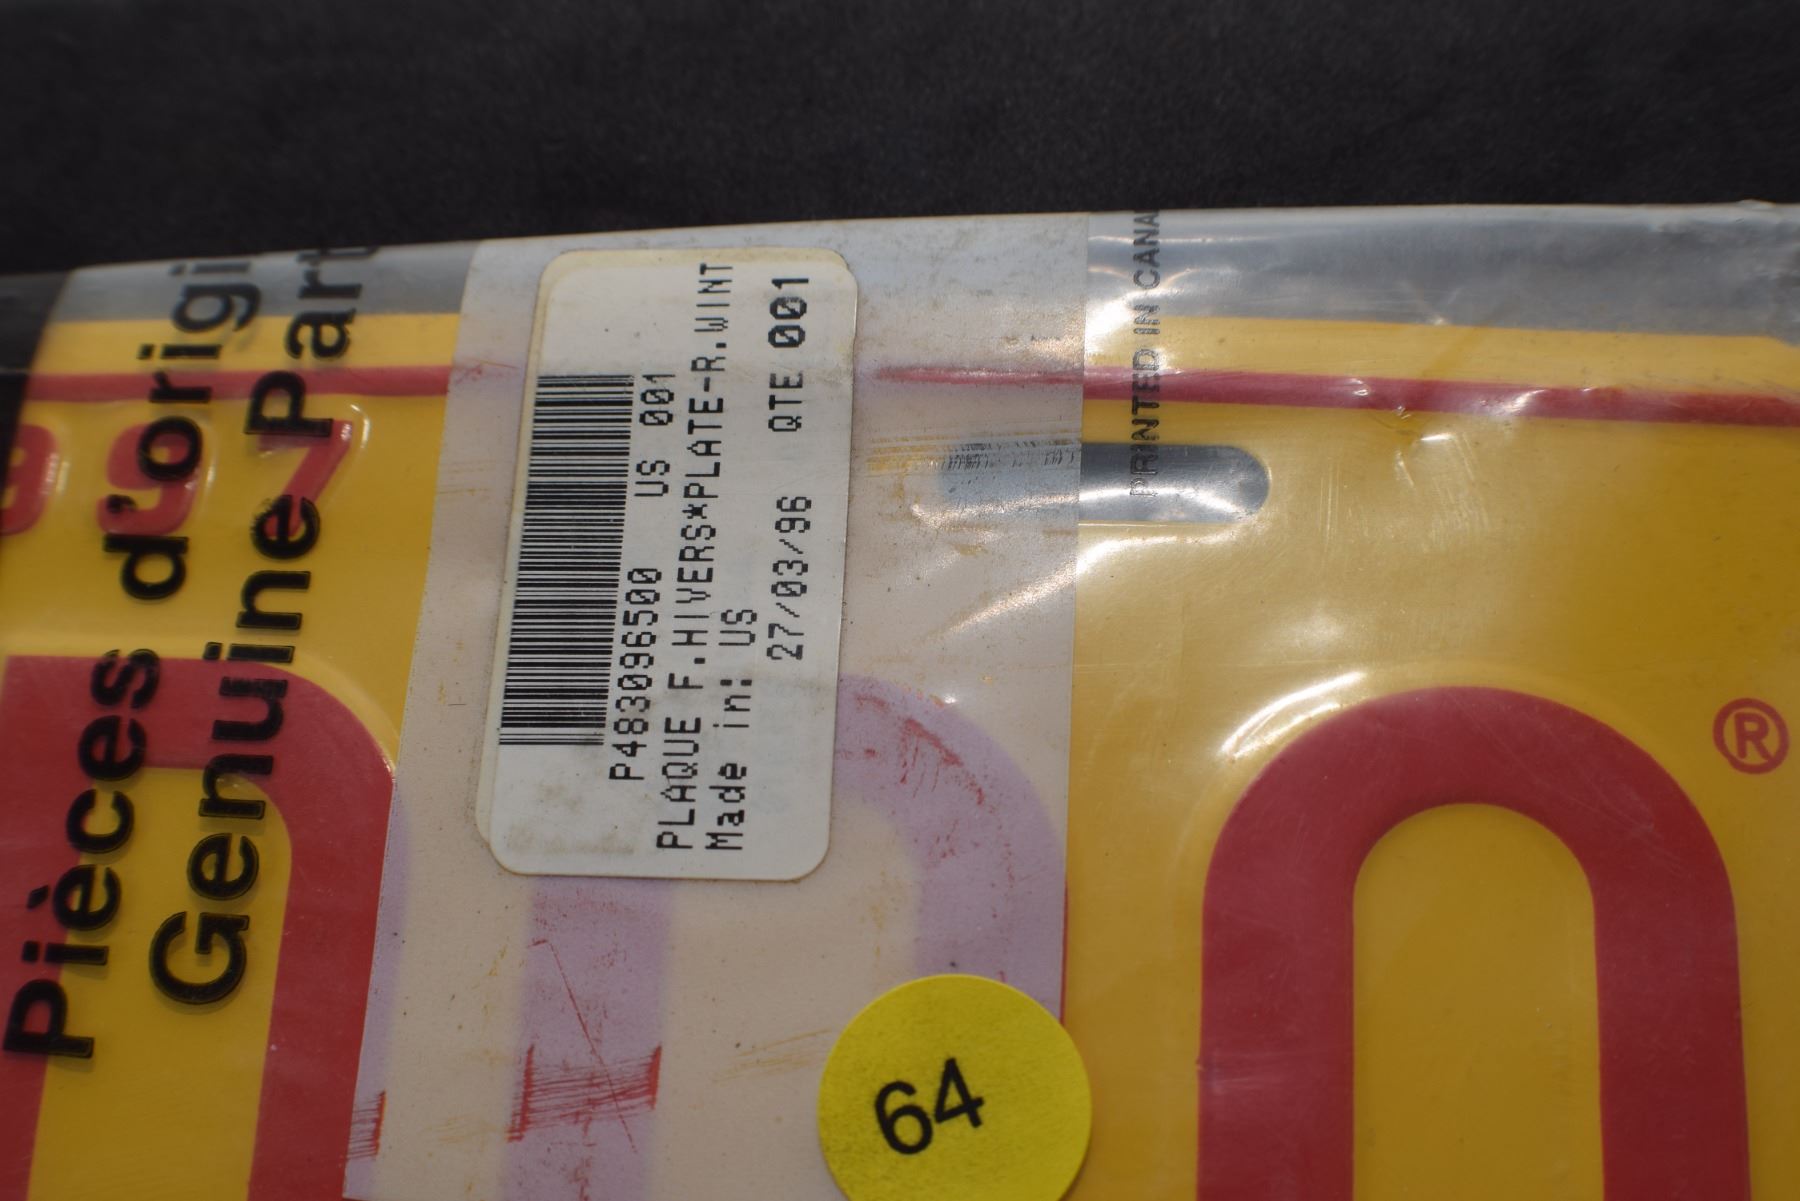 Pièces d'origi
Genuine Part
P483096500 US 001
PLAQUE F.HIVERS*PLATE-R.WINT
Made in: US
27/03/96 QTE 001
PRINTED IN CANA
64
®